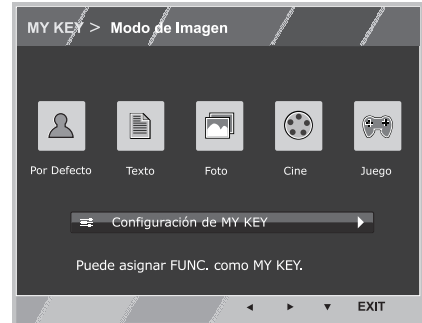 MY KEY > Modo de Imagen
Por Defecto Texto Foto Cine Juego
Configuración de MY KEY
Puede asignar FUNC. como MY KEY.
EXIT